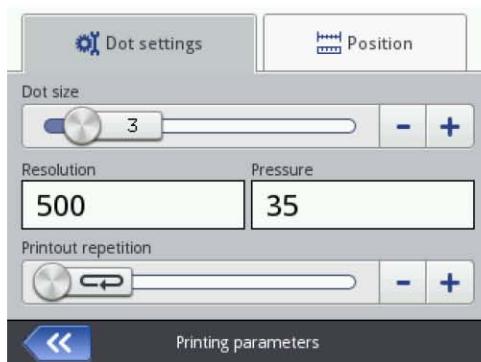 Dot settings
Position
Dot size
3
- +
Resolution
Pressure
500
35
Printout repetition
- +
Printing parameters